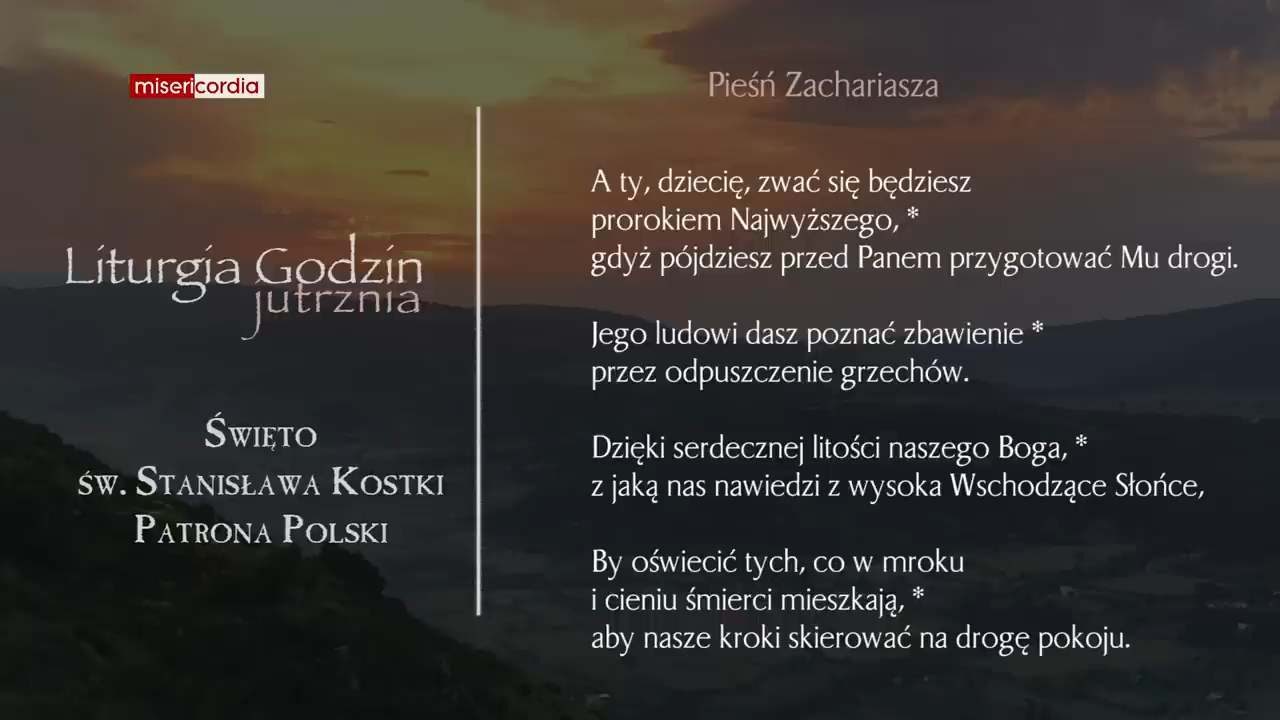 misericordia
Liturgia Godzin
jutrznia
Święto
św. Stanisława Kostki
Patrona Polski
Pieśń Zachariasza
A ty, dziecię, zwać się będziesz
prorokiem Najwyższego, *
gdyż pójdziesz przed Panem przygotować Mu drogi.
Jego ludowi dasz poznać zbawienie *
przez odpuszczenie grzechów.
Dzięki serdecznej litości naszego Boga, *
z jaką nas nawiedzi z wysoka Wschodzące Słońce,
By oświecić tych, co w mroku
i cieniu śmierci mieszkają, *
aby nasze kroki skierować na drogę pokoju.